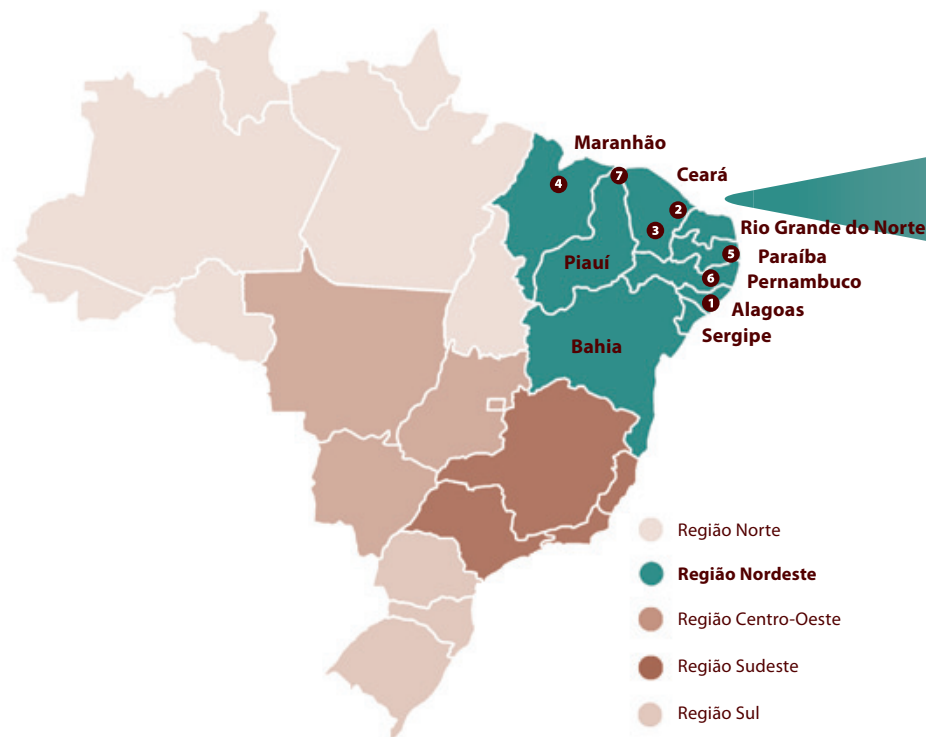 Maranhão
4
7
Ceará
2
3
Rio Grande do Norte
5
Paraíba
Piauí
6
Pernambuco
1
Alagoas
Sergipe
Bahia
Região Norte
Região Nordeste
Região Centro-Oeste
Região Sudeste
Região Sul